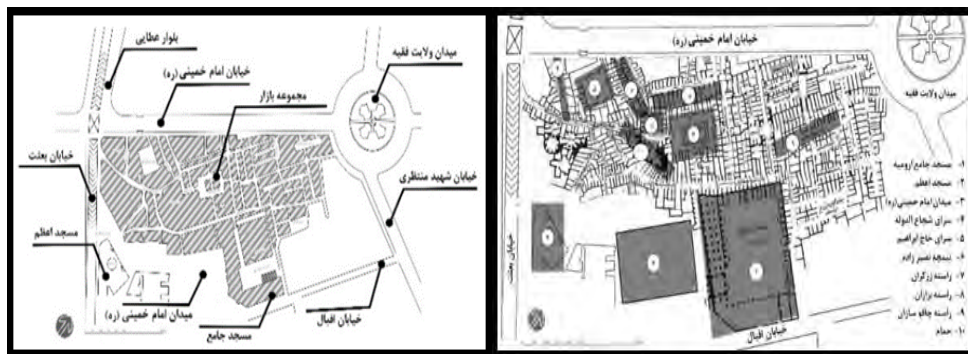 بلوار عطایی
خیابان امام خمینی (ره)
مجموعه بازار
میدان ولایت فقیه
خیابان بعثت
خیابان شهید منتظری
مسجد اعظم
میدان امام خمینی (ره)
مسجد جامع
خیابان اقبال
خیابان امام خمینی (ره)
میدان ولایت فقیه
۱- مسجد جامع ارومیه
۲- مسجد اعظم
۳- میدان امام خمینی (ره)
۴- سرای شجاع الدوله
۵- سرای حاج ابراهیم
۶- تیمچه نصیر زاده
۷- راسته زرگران
۸- راسته بزازان
۹- راسته چاقو سازان
۱۰- حمام
خیابان بعثت
خیابان اقبال